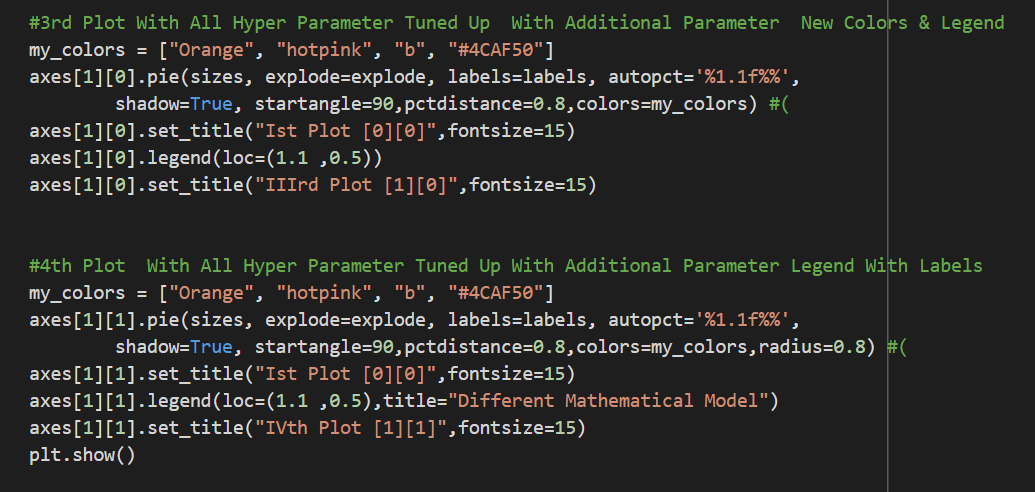 #3rd Plot With All Hyper Parameter Tuned Up  With Additional Parameter  New Colors & Legend
my_colors = ["Orange", "hotpink", "b", "#4CAF50"]
axes[1][0].pie(sizes, explode=explode, labels=labels, autopct='%1.1f%%',
        shadow=True, startangle=90,pctdistance=0.8,colors=my_colors) #(
axes[1][0].set_title("Ist Plot [0][0]",fontsize=15)
axes[1][0].legend(loc=(1.1 ,0.5))
axes[1][0].set_title("IIIrd Plot [1][0]",fontsize=15)
#4th Plot  With All Hyper Parameter Tuned Up With Additional Parameter Legend With Labels
my_colors = ["Orange", "hotpink", "b", "#4CAF50"]
axes[1][1].pie(sizes, explode=explode, labels=labels, autopct='%1.1f%%',
        shadow=True, startangle=90,pctdistance=0.8,colors=my_colors,radius=0.8) #(
axes[1][1].set_title("Ist Plot [0][0]",fontsize=15)
axes[1][1].legend(loc=(1.1 ,0.5),title="Different Mathematical Model")
axes[1][1].set_title("IVth Plot [1][1]",fontsize=15)
plt.show()